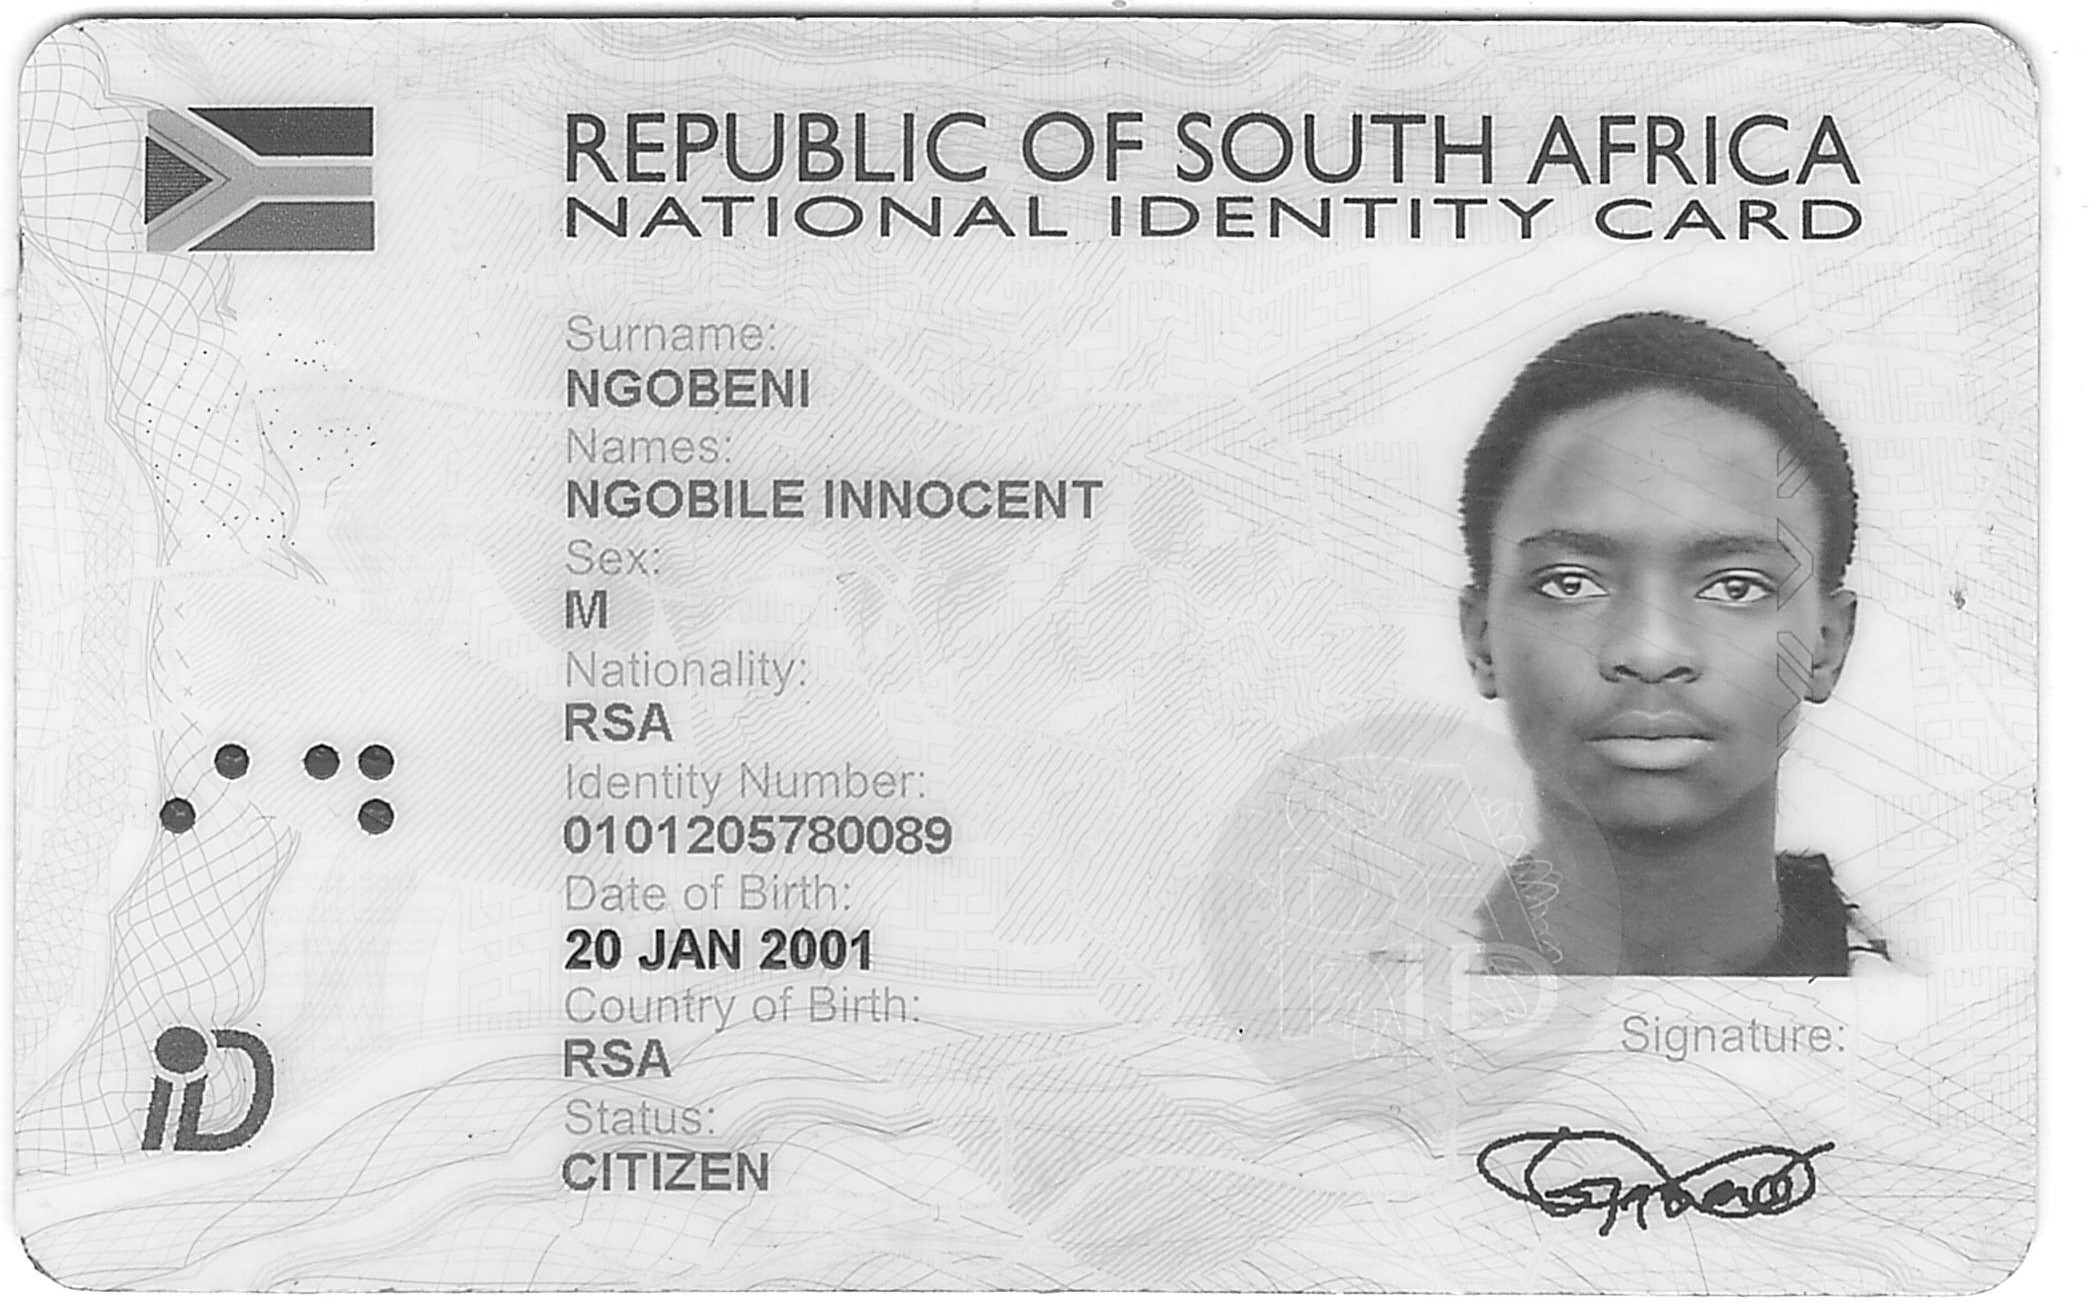 REPUBLIC OF SOUTH AFRICA
NATIONAL IDENTITY CARD
Surname:
NGOBENI
Names:
NGOBILE INNOCENT
Sex:
M
Nationality:
RSA
Identity Number:
0101205780089
Date of Birth:
20 JAN 2001
Country of Birth:
RSA
Status:
CITIZEN
iD
Signature: